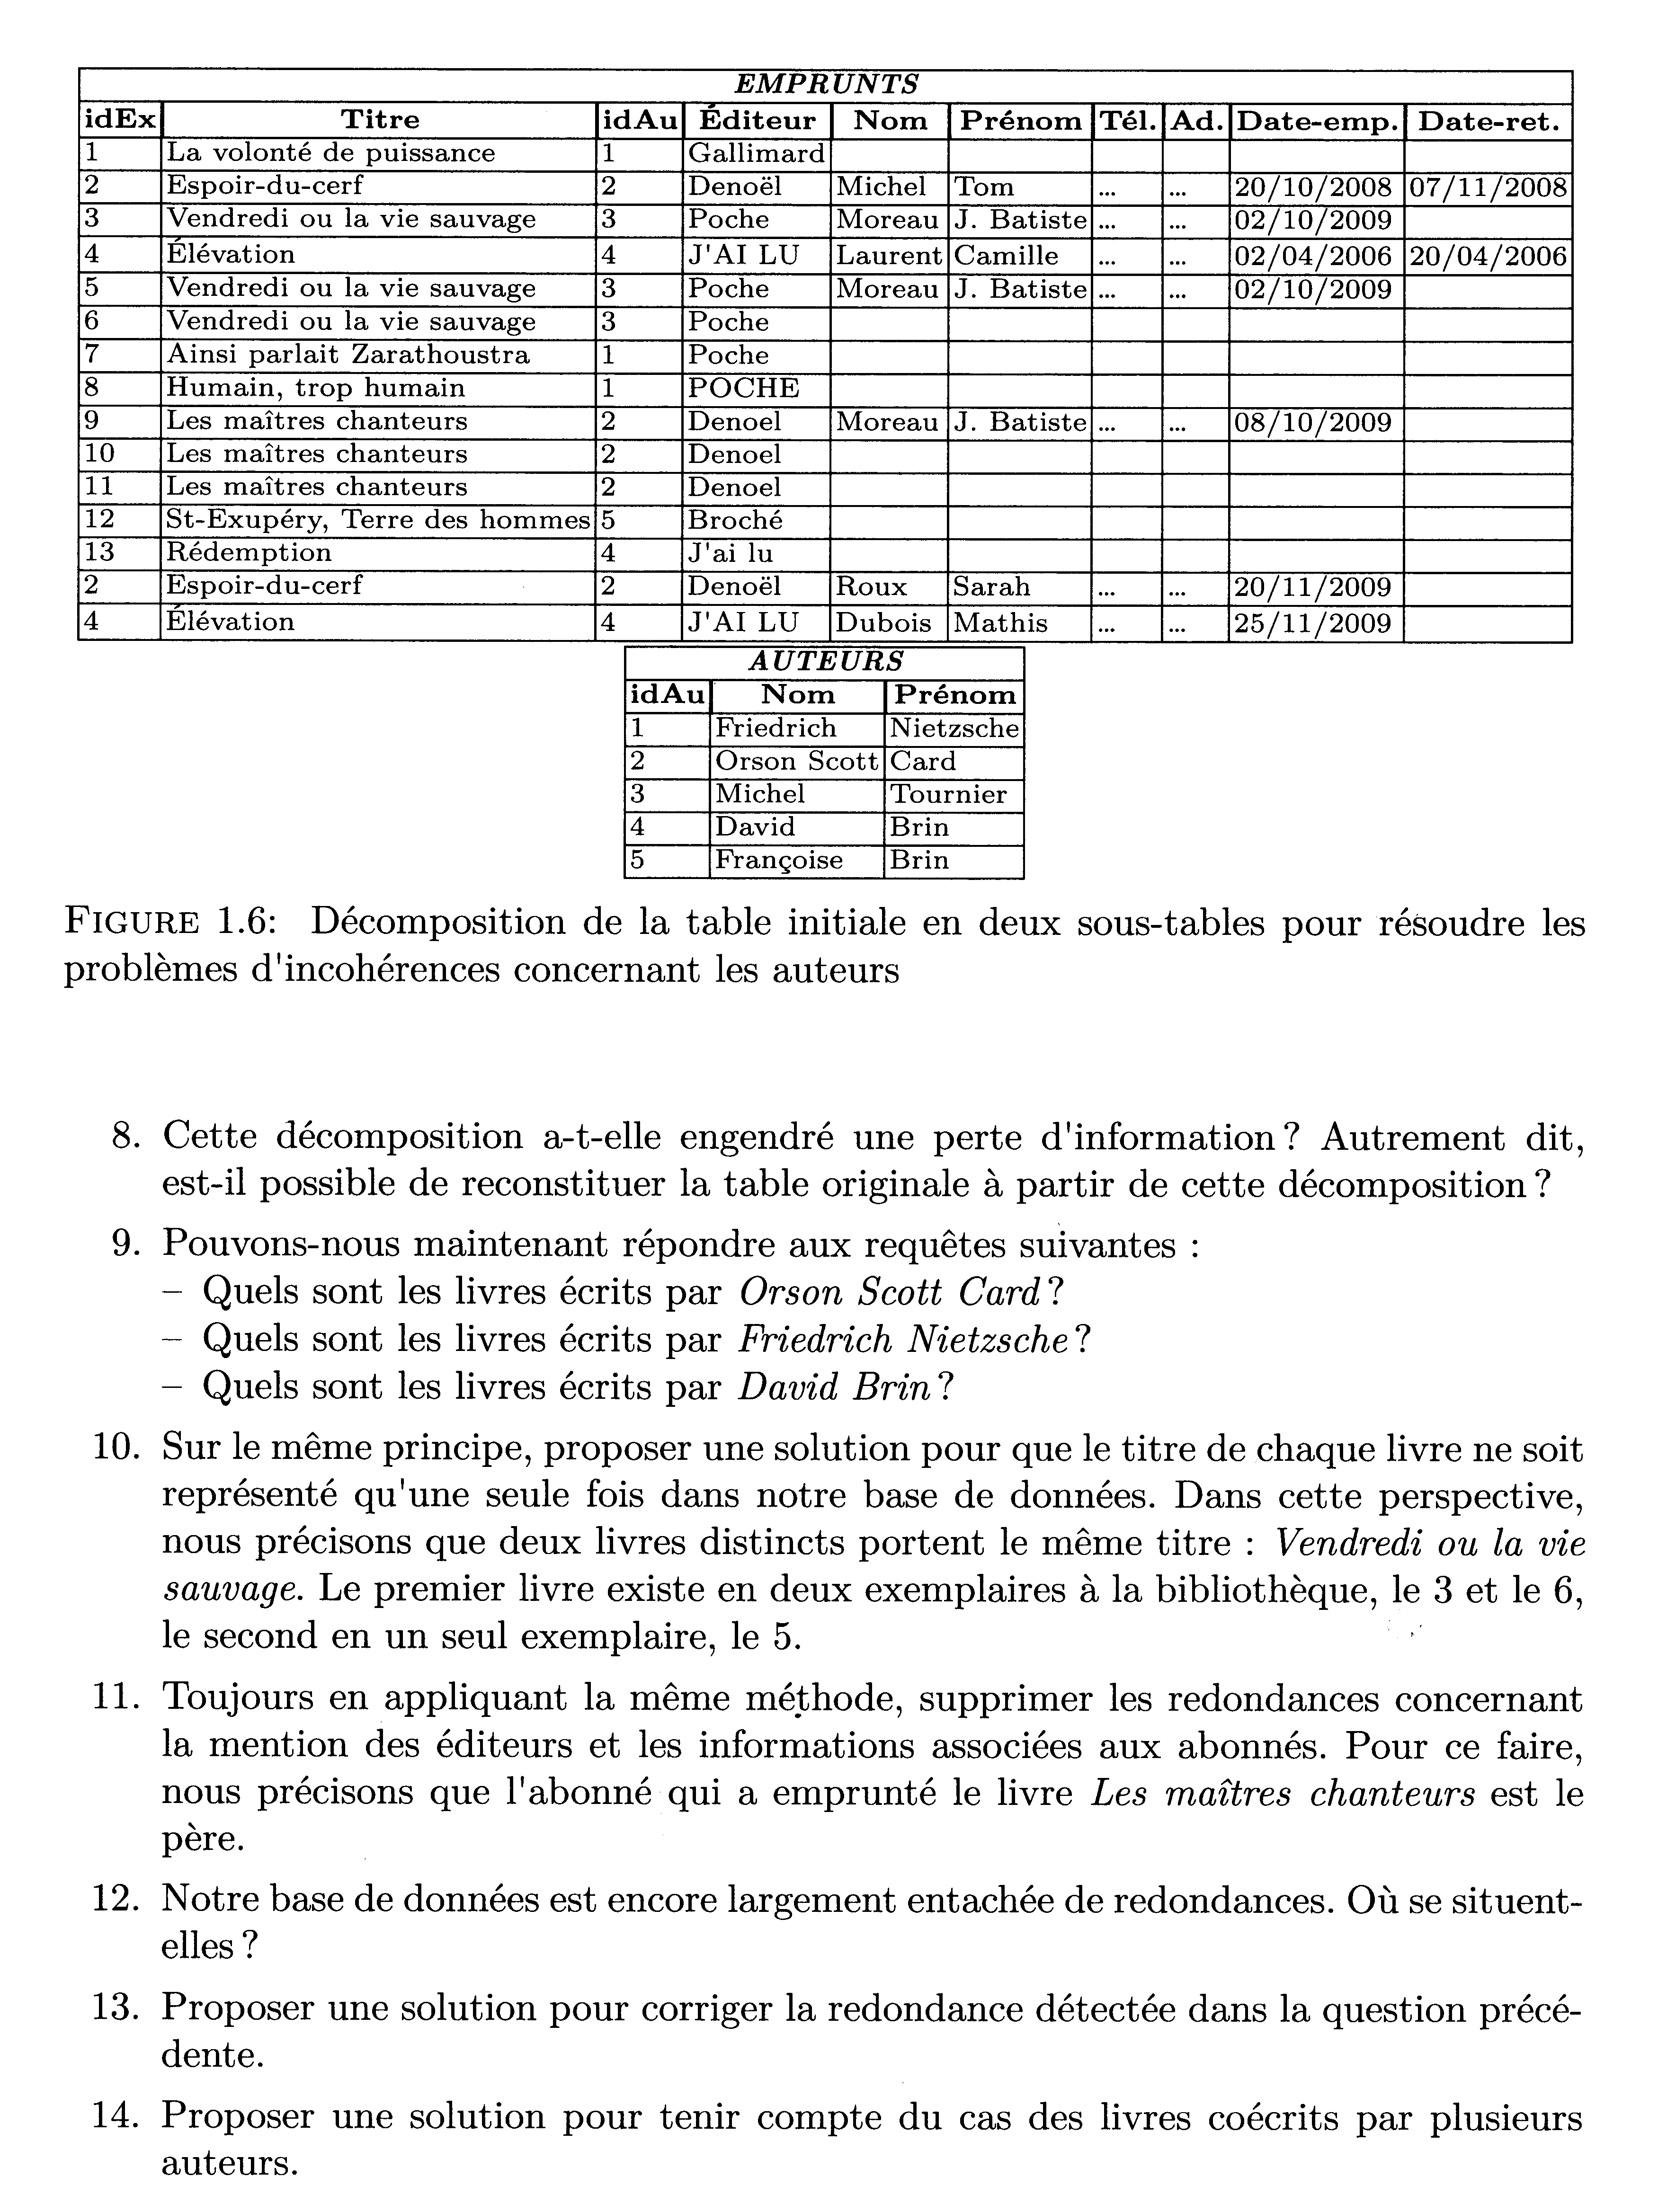 EMPRUNTS
idEx Titre idAu Éditeur Nom Prénom Tél. Ad. Date-emp. Date-ret.
1 La volonté de puissance 1 Gallimard
2 Espoir-du-cerf 2 Denoël Michel Tom ... ... 20/10/2008 07/11/2008
3 Vendredi ou la vie sauvage 3 Poche Moreau J. Batiste ... ... 02/10/2009
4 Élévation 4 J'AI LU Laurent Camille ... ... 02/04/2006 20/04/2006
5 Vendredi ou la vie sauvage 3 Poche Moreau J. Batiste ... ... 02/10/2009
6 Vendredi ou la vie sauvage 3 Poche
7 Ainsi parlait Zarathoustra 1 Poche
8 Humain, trop humain 1 POCHE
9 Les maîtres chanteurs 2 Denoel Moreau J. Batiste ... ... 08/10/2009
10 Les maîtres chanteurs 2 Denoel
11 Les maîtres chanteurs 2 Denoel
12 St-Exupéry, Terre des hommes 5 Broché
13 Rédemption 4 J'ai lu
2 Espoir-du-cerf 2 Denoël Roux Sarah ... ... 20/11/2009
4 Élévation 4 J'AI LU Dubois Mathis ... ... 25/11/2009
AUTEURS
idAu Nom Prénom
1 Friedrich Nietzsche
2 Orson Scott Card
3 Michel Tournier
4 David Brin
5 Françoise Brin
FIGURE 1.6: Décomposition de la table initiale en deux sous-tables pour résoudre les
problèmes d'incohérences concernant les auteurs
8. Cette décomposition a-t-elle engendré une perte d'information ? Autrement dit,
est-il possible de reconstituer la table originale à partir de cette décomposition ?
9. Pouvons-nous maintenant répondre aux requêtes suivantes :
– Quels sont les livres écrits par Orson Scott Card ?
– Quels sont les livres écrits par Friedrich Nietzsche ?
– Quels sont les livres écrits par David Brin ?
10. Sur le même principe, proposer une solution pour que le titre de chaque livre ne soit
représenté qu'une seule fois dans notre base de données. Dans cette perspective,
nous précisons que deux livres distincts portent le même titre : Vendredi ou la vie
sauvage. Le premier livre existe en deux exemplaires à la bibliothèque, le 3 et le 6,
le second en un seul exemplaire, le 5.
11. Toujours en appliquant la même méthode, supprimer les redondances concernant
la mention des éditeurs et les informations associées aux abonnés. Pour ce faire,
nous précisons que l'abonné qui a emprunté le livre Les maîtres chanteurs est le
père.
12. Notre base de données est encore largement entachée de redondances. Où se situent-
elles ?
13. Proposer une solution pour corriger la redondance détectée dans la question précé-
dente.
14. Proposer une solution pour tenir compte du cas des livres coécrits par plusieurs
auteurs.